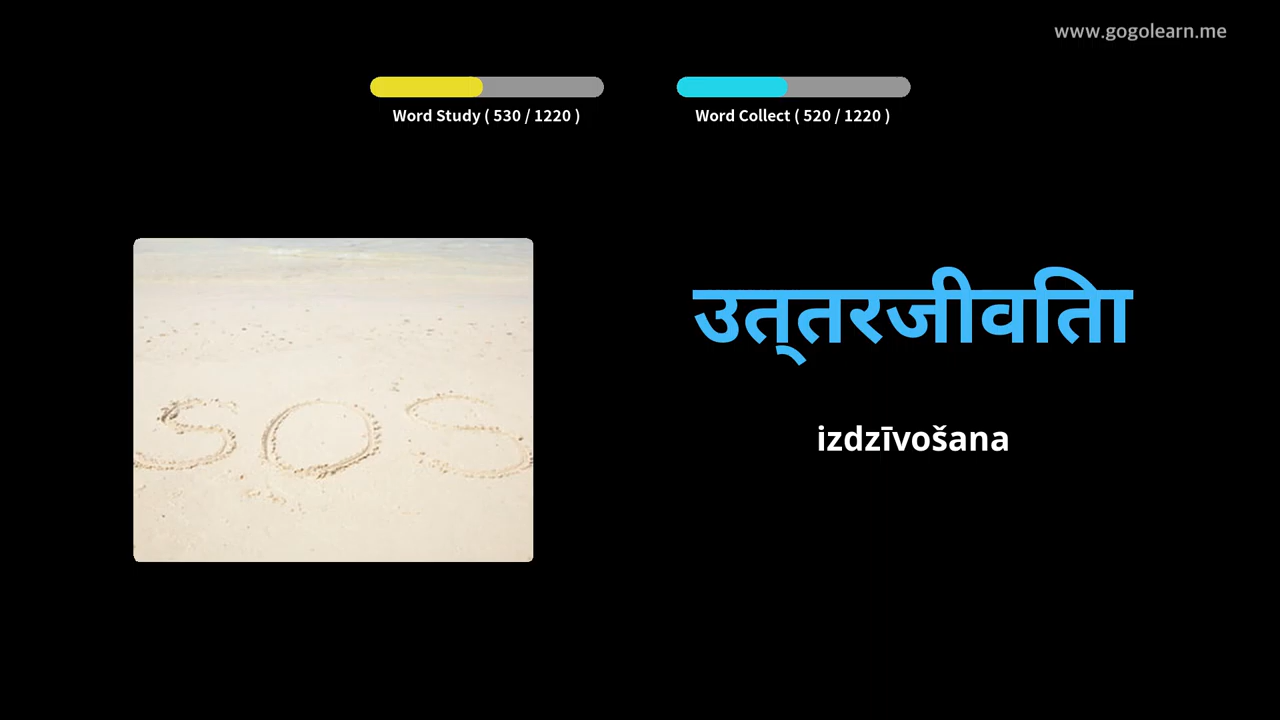 www.gogolearn.me
Word Study ( 530 / 1220 )
Word Collect ( 520 / 1220 )
SOS
उत्तरजीविता
izdzīvošana